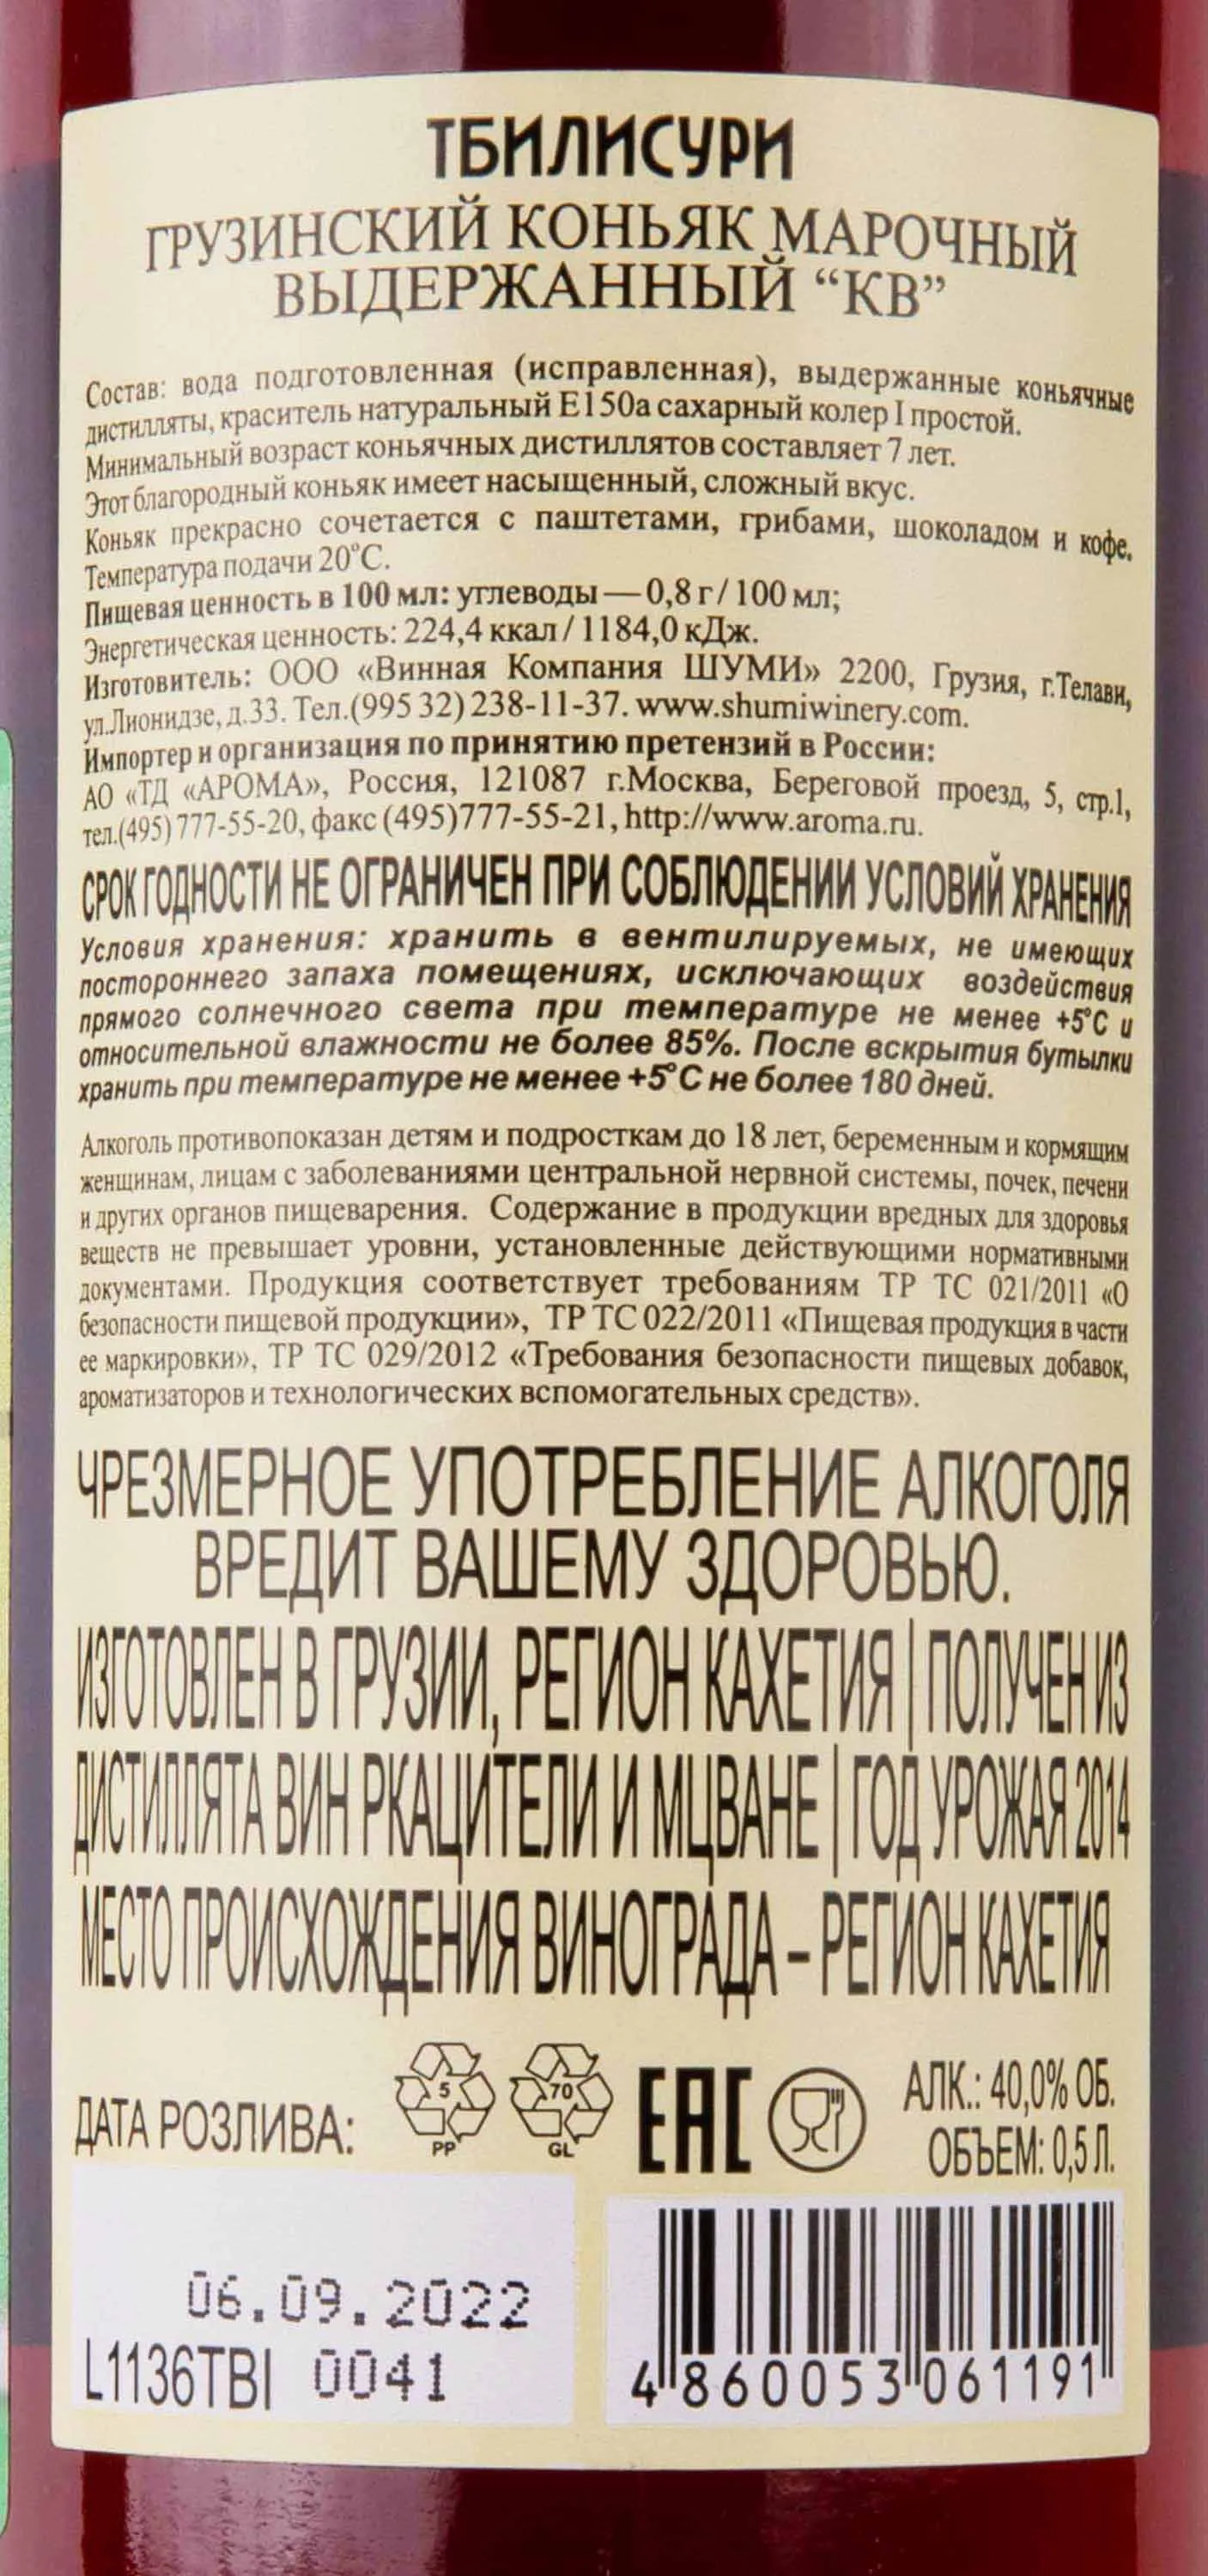 ТБИЛИСУРИ
ГРУЗИНСКИЙ КОНЬЯК МАРОЧНЫЙ
ВЫДЕРЖАННЫЙ “КВ”
Состав: вода подготовленная (исправленная), выдержанные коньячные
дистилляты, краситель натуральный Е150а сахарный колер I простой.
Минимальный возраст коньячных дистиллятов составляет 7 лет.
Этот благородный коньяк имеет насыщенный, сложный вкус.
Коньяк прекрасно сочетается с паштетами, грибами, шоколадом и кофе.
Температура подачи 20°С.
Пищевая ценность в 100 мл: углеводы — 0,8 г / 100 мл;
Энергетическая ценность: 224,4 ккал / 1184,0 кДж.
Изготовитель: ООО «Винная Компания ШУМИ» 2200, Грузия, г.Телави,
ул.Лионидзе, д.33. Тел.(995 32) 238-11-37. www.shumiwinery.com.
Импортер и организация по принятию претензий в России:
АО «ТД «АРОМА», Россия, 121087 г.Москва, Береговой проезд, 5, стр.1,
тел.(495) 777-55-20, факс (495)777-55-21, http://www.aroma.ru.
СРОК ГОДНОСТИ НЕ ОГРАНИЧЕН ПРИ СОБЛЮДЕНИИ УСЛОВИЙ ХРАНЕНИЯ
Условия хранения: хранить в вентилируемых, не имеющих
постороннего запаха помещениях, исключающих воздействия
прямого солнечного света при температуре не менее +5°С и
относительной влажности не более 85%. После вскрытия бутылки
хранить при температуре не менее +5°С не более 180 дней.
Алкоголь противопоказан детям и подросткам до 18 лет, беременным и кормящим
женщинам, лицам с заболеваниями центральной нервной системы, почек, печени
и других органов пищеварения. Содержание в продукции вредных для здоровья
веществ не превышает уровни, установленные действующими нормативными
документами. Продукция соответствует требованиям ТР ТС 021/2011 «О
безопасности пищевой продукции», ТР ТС 022/2011 «Пищевая продукция в части
ее маркировки», ТР ТС 029/2012 «Требования безопасности пищевых добавок,
ароматизаторов и технологических вспомогательных средств».
ЧРЕЗМЕРНОЕ УПОТРЕБЛЕНИЕ АЛКОГОЛЯ
ВРЕДИТ ВАШЕМУ ЗДОРОВЬЮ.
ИЗГОТОВЛЕН В ГРУЗИИ, РЕГИОН КАХЕТИЯ | ПОЛУЧЕН ИЗ
ДИСТИЛЛЯТА ВИН РКАЦИТЕЛИ И МЦВАНЕ | ГОД УРОЖАЯ 2014
МЕСТО ПРОИСХОЖДЕНИЯ ВИНОГРАДА – РЕГИОН КАХЕТИЯ
ДАТА РОЗЛИВА:
5
PP
70
GL
EAC
АЛК.: 40,0% ОБ.
ОБЪЕМ: 0,5 Л.
06.09.2022
L1136TBI 0041
4 860053 061191